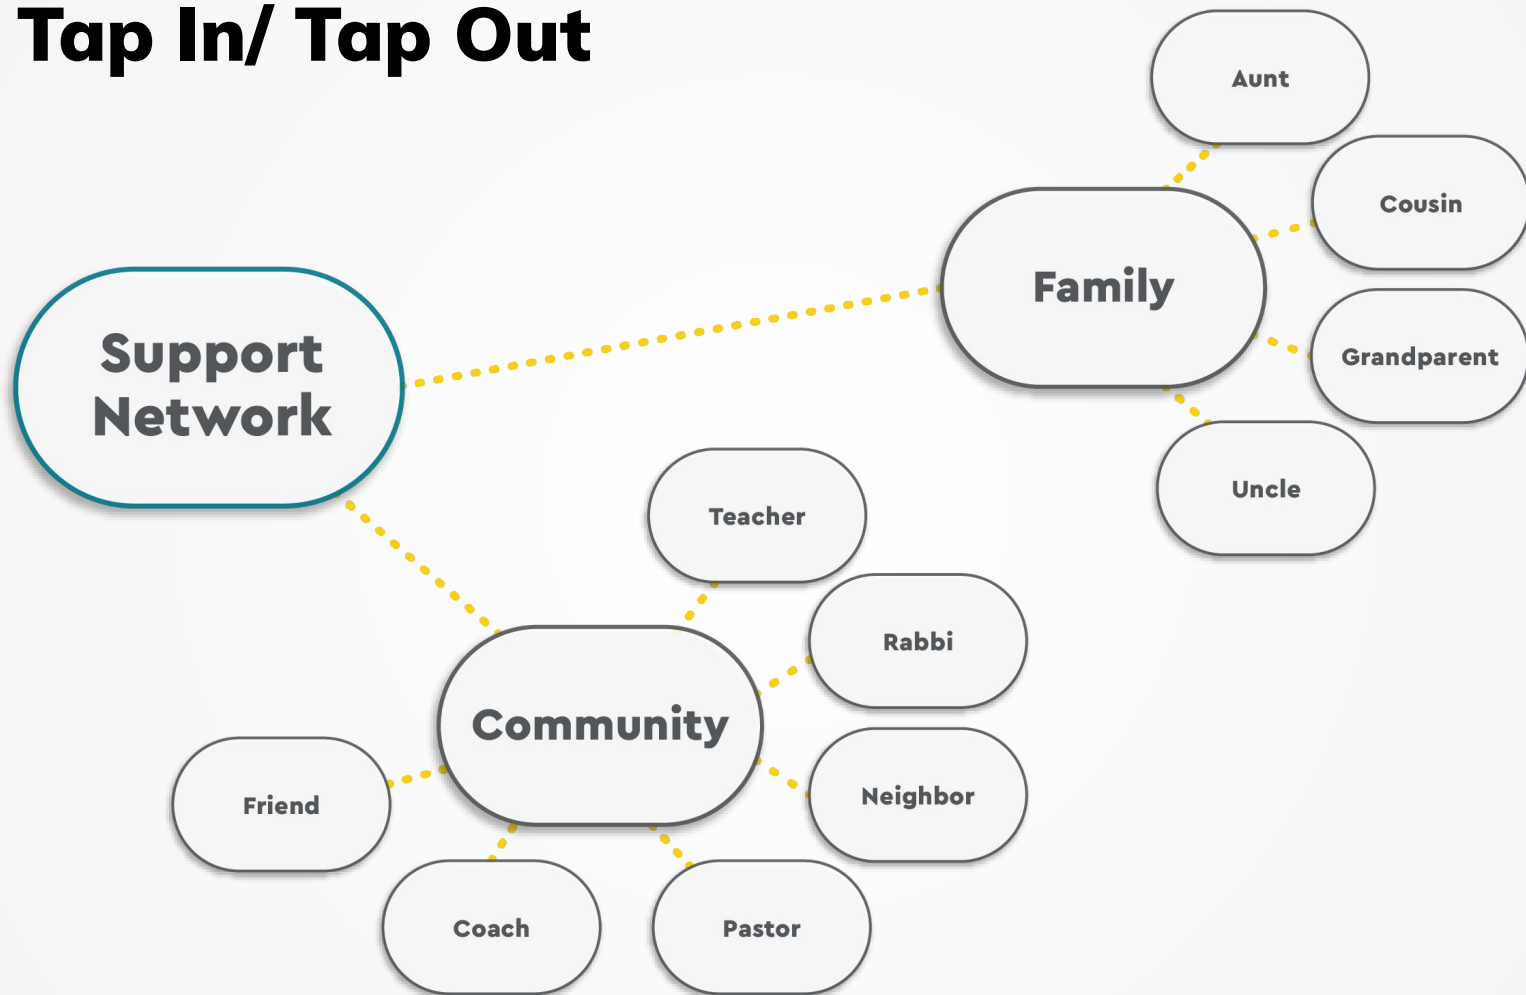 Tap In/ Tap Out
Support
Network
Family
Aunt
Cousin
Grandparent
Uncle
Community
Teacher
Rabbi
Neighbor
Pastor
Coach
Friend